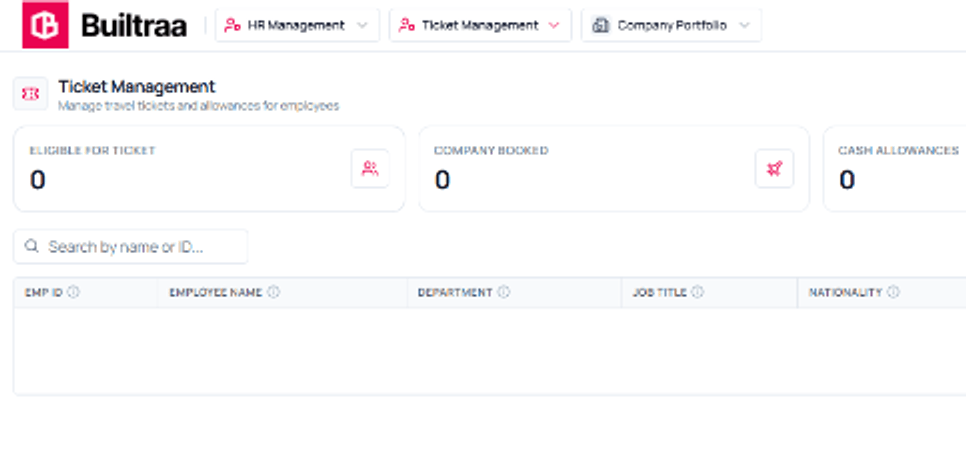 Builtraa HR Management Ticket Management Company Portfolio
Ticket Management
Manage travel tickets and allowances for employees
ELIGIBLE FOR TICKET COMPANY BOOKED CASH ALLOWANCES
0 0 0
Search by name or ID...
EMP ID EMPLOYEE NAME DEPARTMENT JOB TITLE NATIONALITY